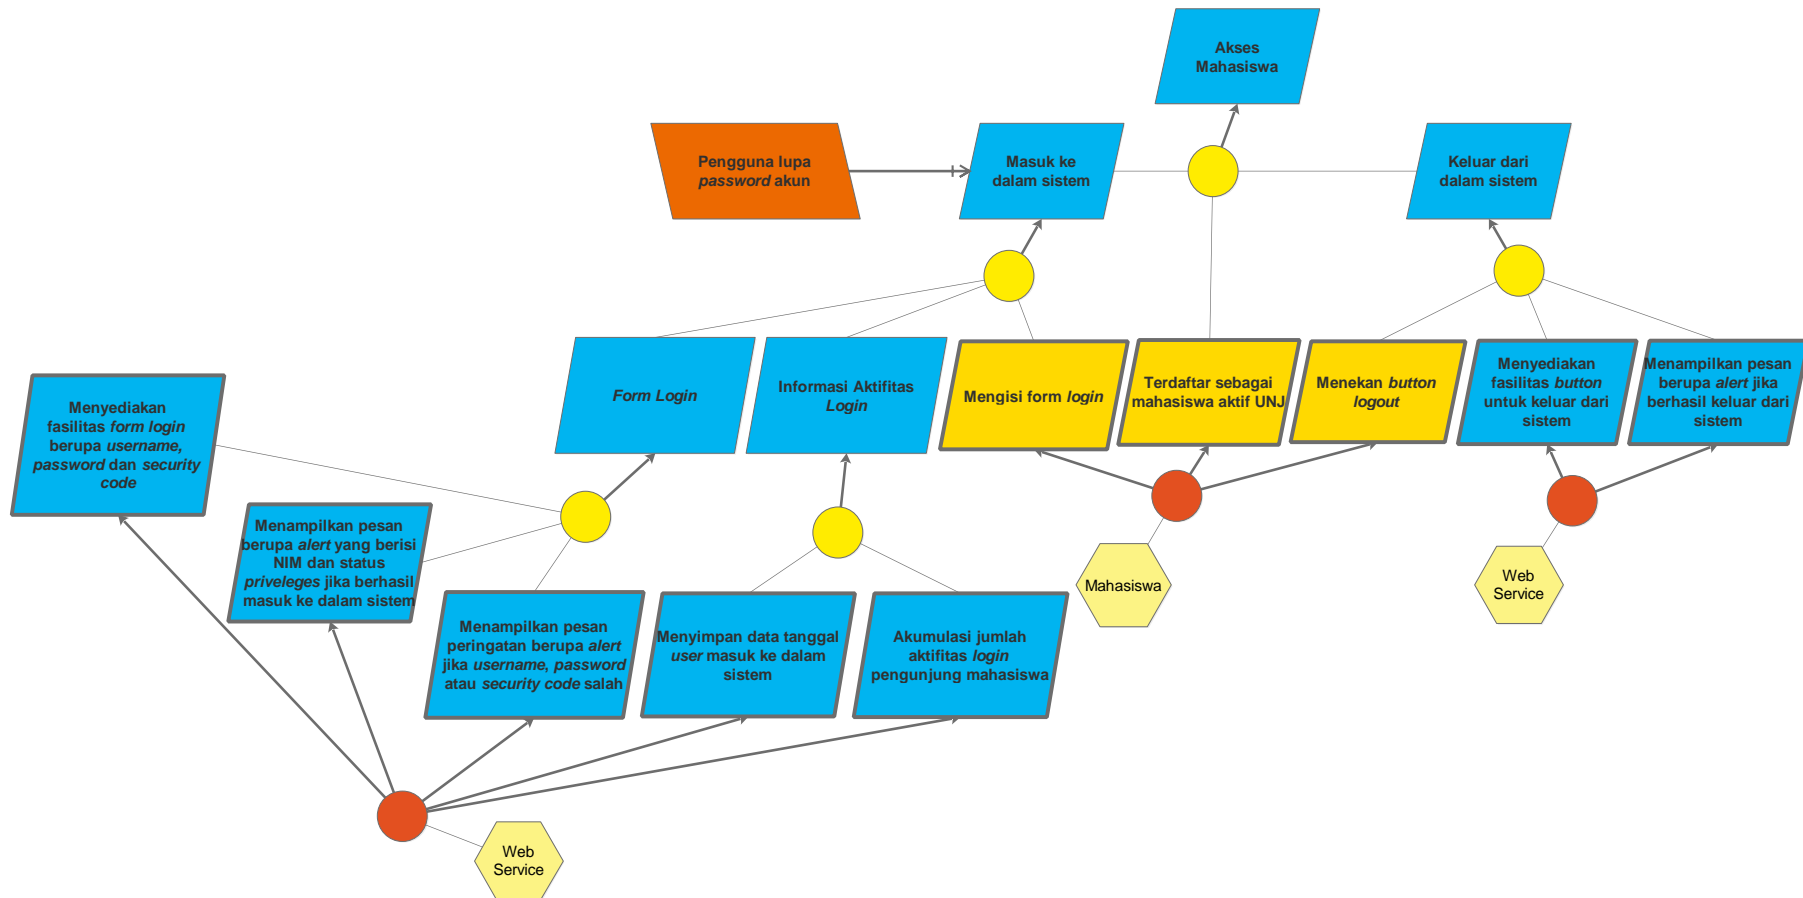 Akses
Mahasiswa
Pengguna lupa
password akun
Masuk ke
dalam sistem
Keluar dari
dalam sistem
Form Login
Informasi Aktifitas
Login
Mengisi form login
Terdaftar sebagai
mahasiswa aktif UNJ
Menekan button
logout
Menyediakan
fasilitas button
untuk keluar dari
sistem
Menampilkan pesan
berupa alert jika
berhasil keluar dari
sistem
Menyediakan
fasilitas form login
berupa username,
password dan security
code
Menampilkan pesan
berupa alert yang berisi
NIM dan status
priveleges jika berhasil
masuk ke dalam sistem
Menampilkan pesan
peringatan berupa alert
jika username, password
atau security code salah
Menyimpan data tanggal
user masuk ke dalam
sistem
Akumulasi jumlah
aktifitas login
pengunjung mahasiswa
Mahasiswa
Web
Service
Web
Service